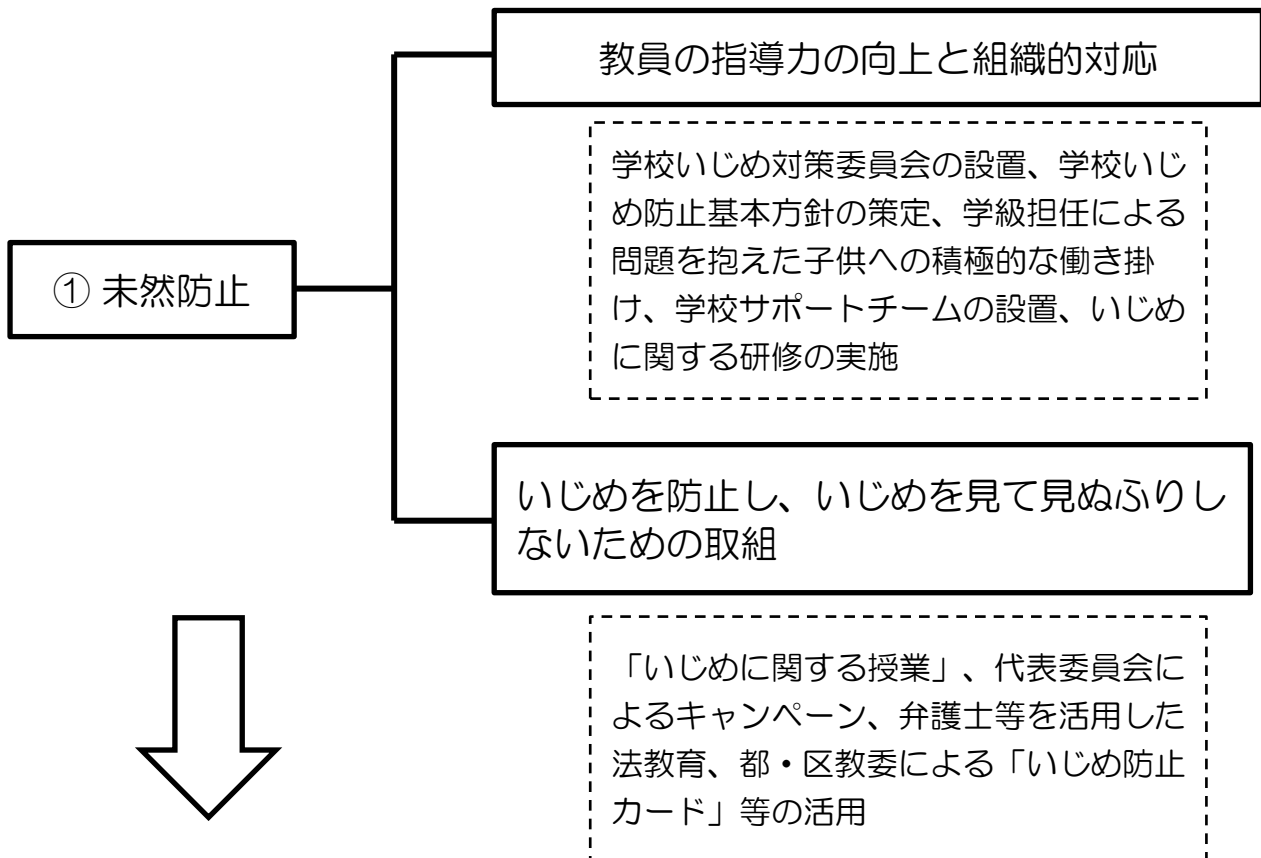 教員の指導力の向上と組織的対応
学校いじめ対策委員会の設置、学校いじ
め防止基本方針の策定、学級担任による
問題を抱えた子供への積極的な働き掛
け、学校サポートチームの設置、いじめ
に関する研修の実施
① 未然防止
いじめを防止し、いじめを見て見ぬふりし
ないための取組
「いじめに関する授業」、代表委員会に
よるキャンペーン、弁護士等を活用した
法教育、都・区教委による「いじめ防止
カード」等の活用